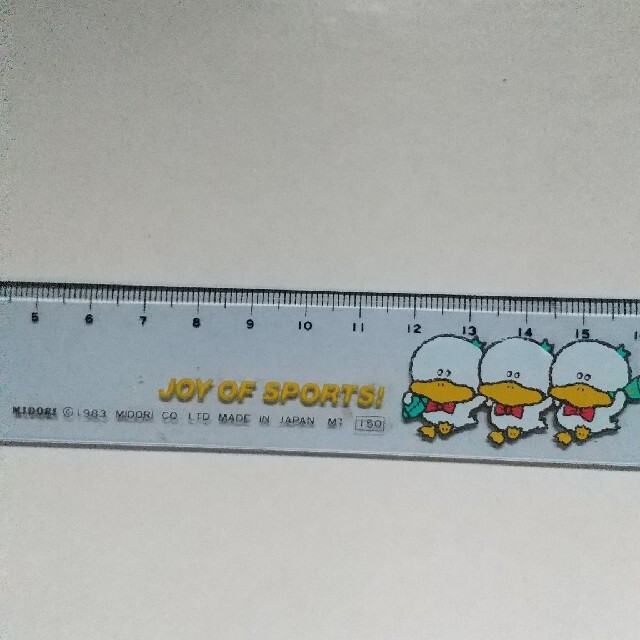 5 6 7 8 9 10 11 12 13 14 15
JOY OF SPORTS!
MIDORI ©1983 MIDORI CO LTD MADE IN JAPAN MT 150